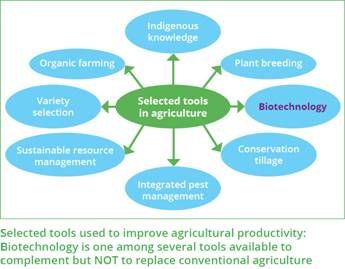 Indigenous
knowledge
Organic farming
Plant breeding
Variety
selection
Selected tools
in agriculture
Biotechnology
Sustainable resource
management
Conservation
tillage
Integrated pest
management
Selected tools used to improve agricultural productivity:
Biotechnology is one among several tools available to
complement but NOT to replace conventional agriculture